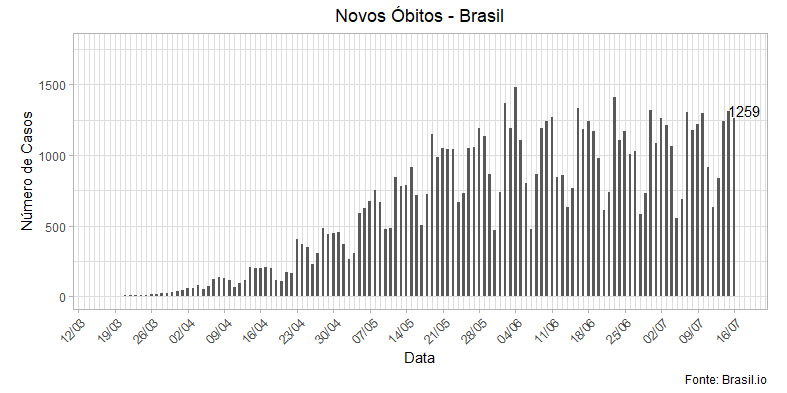 Novos Óbitos - Brasil
Número de Casos
1500
1000
500
0
1259
12/03 19/03 26/03 02/04 09/04 16/04 23/04 30/04 07/05 14/05 21/05 28/05 04/06 11/06 18/06 25/06 02/07 09/07 16/07
Data
Fonte: Brasil.io